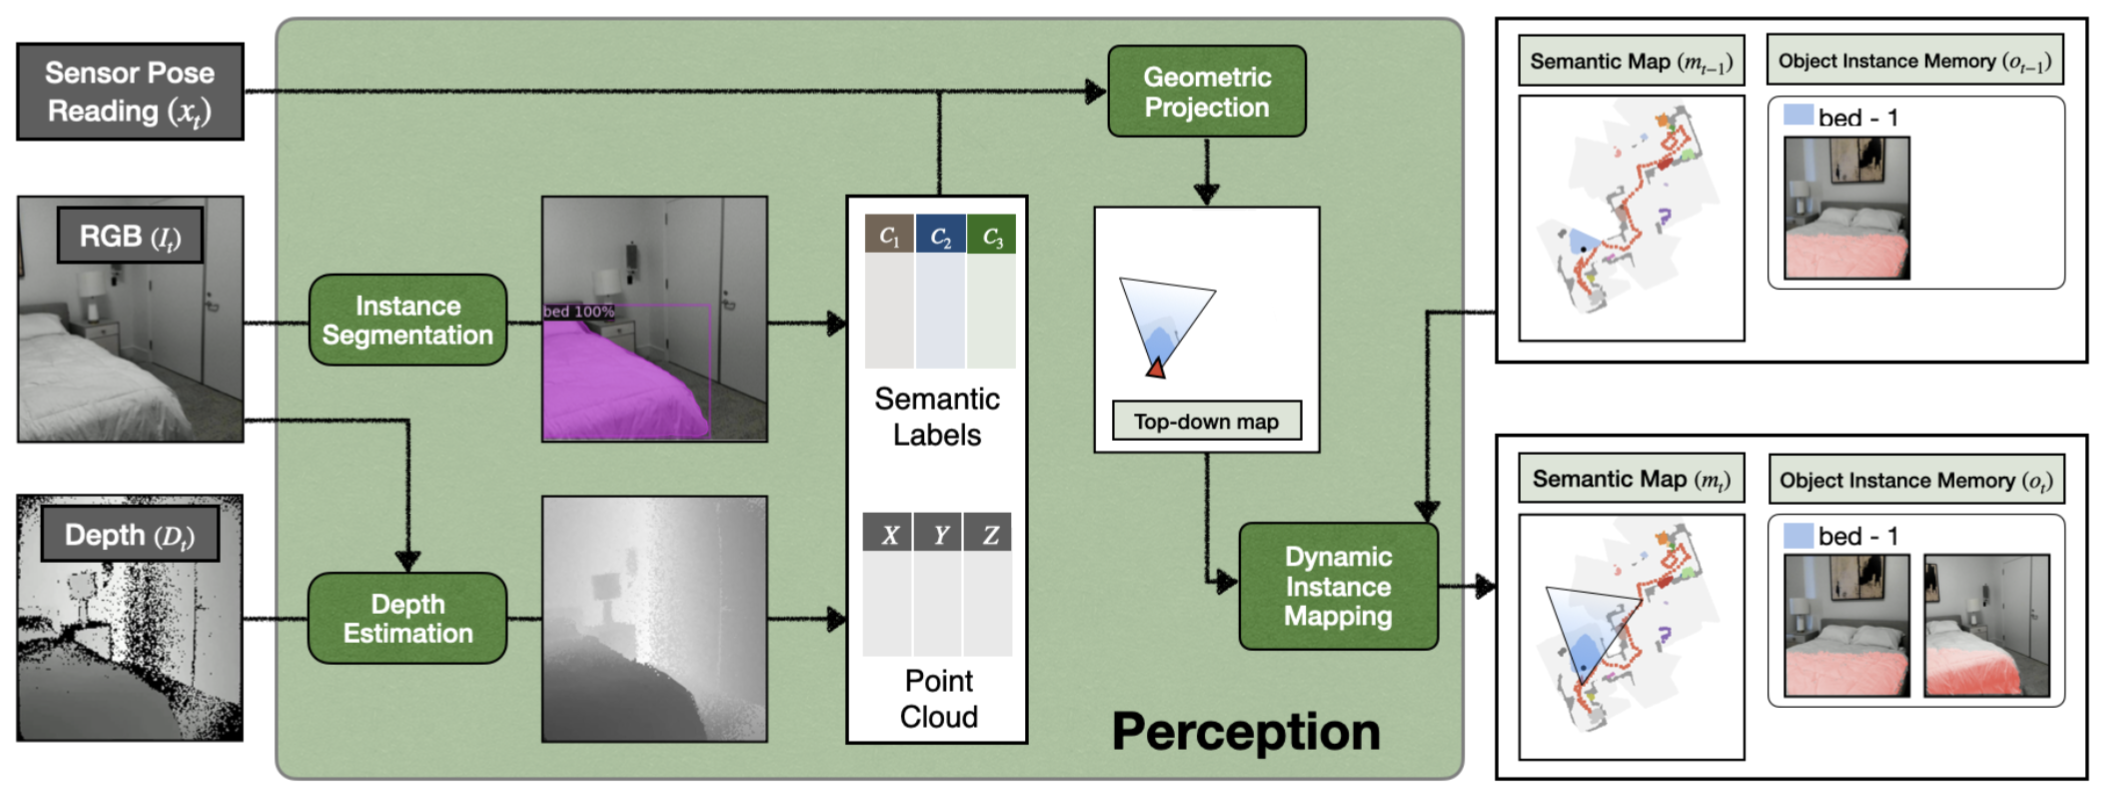 Sensor Pose
Reading (x_t)
RGB (I_t)
Depth (D_t)
Instance
Segmentation
Depth
Estimation
bed 100%
C_1 C_2 C_3
Semantic
Labels
X Y Z
Point
Cloud
Geometric
Projection
Top-down map
Dynamic
Instance
Mapping
Perception
Semantic Map (m_{t-1})
Object Instance Memory (o_{t-1})
bed - 1
Semantic Map (m_t)
Object Instance Memory (o_t)
bed - 1